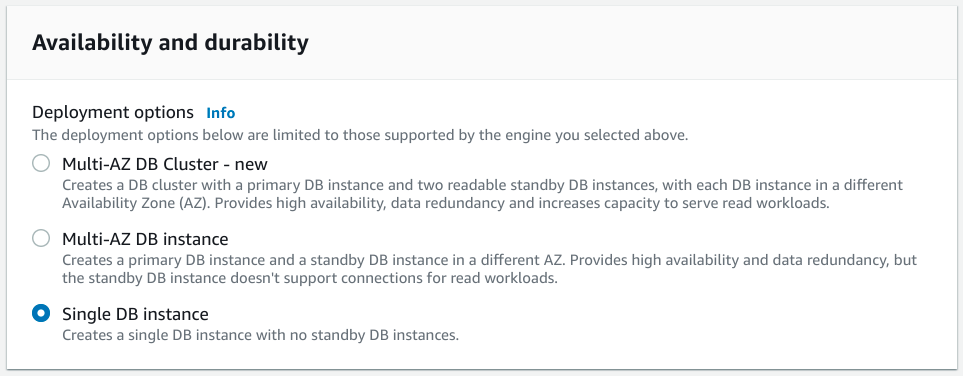 Availability and durability
Deployment options Info
The deployment options below are limited to those supported by the engine you selected above.
Multi-AZ DB Cluster - new
Creates a DB cluster with a primary DB instance and two readable standby DB instances, with each DB instance in a different
Availability Zone (AZ). Provides high availability, data redundancy and increases capacity to serve read workloads.
Multi-AZ DB instance
Creates a primary DB instance and a standby DB instance in a different AZ. Provides high availability and data redundancy, but
the standby DB instance doesn't support connections for read workloads.
Single DB instance
Creates a single DB instance with no standby DB instances.